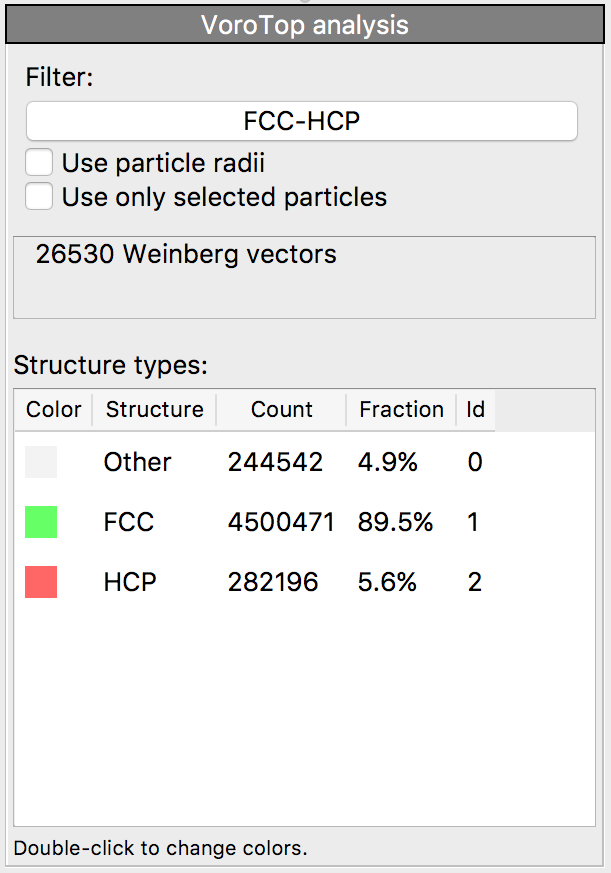 VoroTop analysis
Filter:
FCC-HCP
Use particle radii
Use only selected particles
26530 Weinberg vectors
Structure types:
Color Structure Count Fraction Id
Other 244542 4.9% 0
FCC 4500471 89.5% 1
HCP 282196 5.6% 2
Double-click to change colors.